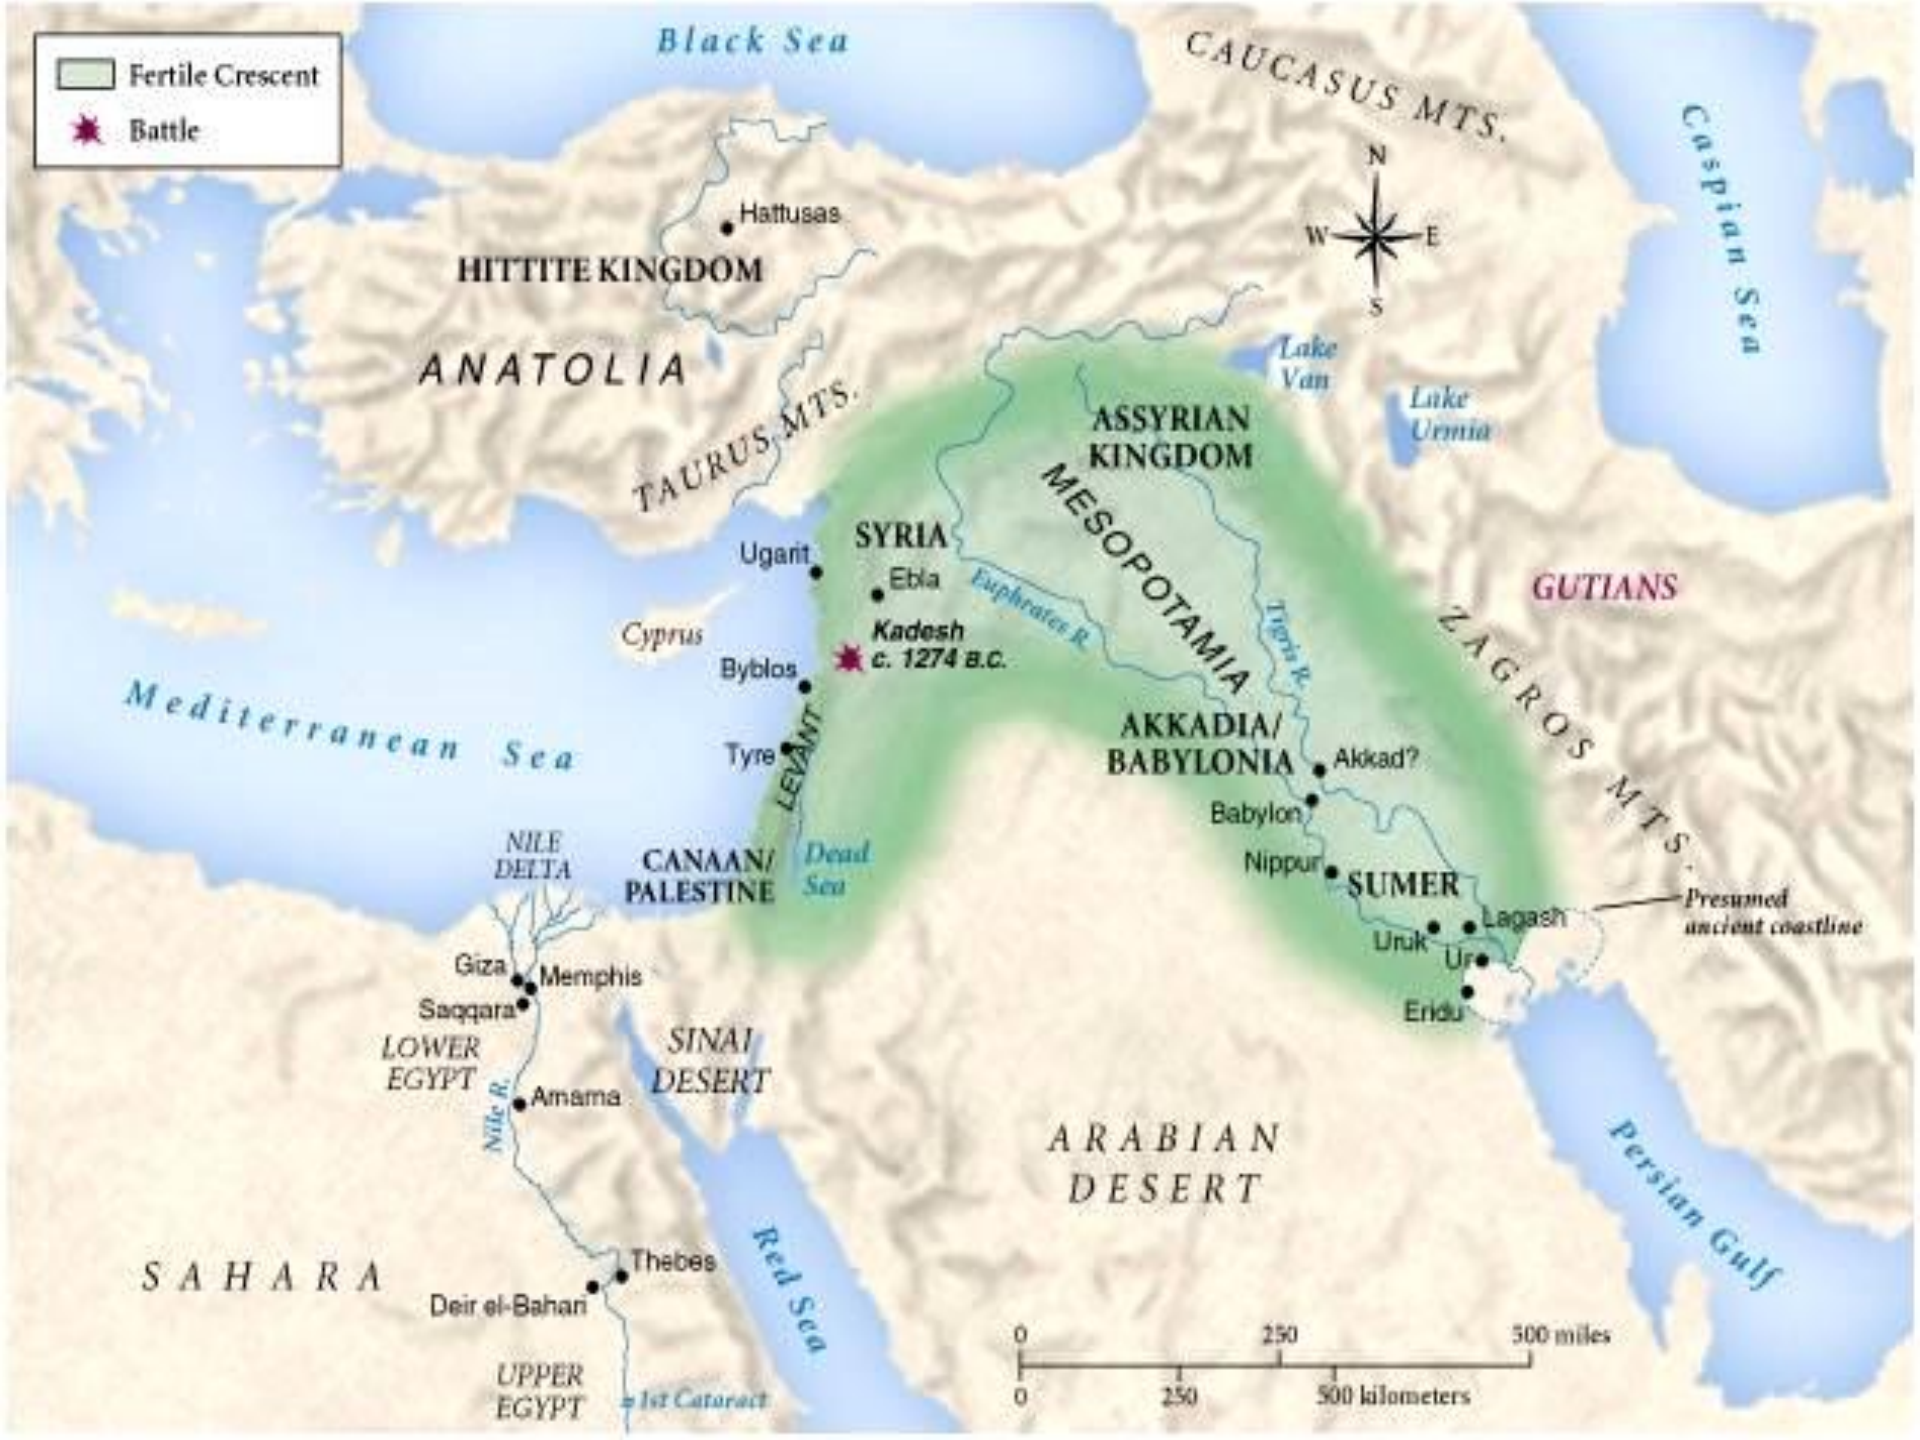 Fertile Crescent
Battle
Black Sea
CAUCASUS MTS.
Caspian Sea
N
W
E
S
Hattusas
HITTITE KINGDOM
ANATOLIA
TAURUS MTS.
Lake
Van
Lake
Urmia
ASSYRIAN
KINGDOM
MESOPOTAMIA
SYRIA
Ugarit
Ebla
Euphrates R.
Tigris R.
GUTIANS
ZAGROS MTS.
Cyprus
Kadesh
c. 1274 B.C.
Byblos
Mediterranean Sea
Tyre
LEVANT
AKKADIA/
BABYLONIA
Akkad?
Babylon
NILE
DELTA
CANAAN/
PALESTINE
Dead
Sea
Nippur
SUMER
Lagash
Uruk
Ur
Eridu
Presumed
ancient coastline
Giza
Memphis
Saqqara
LOWER
EGYPT
SINAI
DESERT
Nile R.
Amarna
ARABIAN
DESERT
Persian Gulf
Red Sea
SAHARA
Thebes
Deir el-Bahari
UPPER
EGYPT
1st Cataract
0 250 500 miles
0 250 500 kilometers